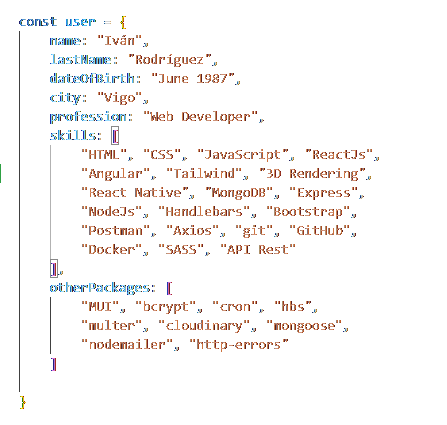 const user = {
name: "Iván",
lastName: "Rodríguez",
dateOfBirth: "June 1987",
city: "Vigo",
profession: "Web Developer",
skills: [
"HTML", "CSS", "JavaScript", "ReactJs",
"Angular", "Tailwind", "3D Rendering",
"React Native", "MongoDB", "Express",
"NodeJs", "Handlebars", "Bootstrap",
"Postman", "Axios", "git", "GitHub",
"Docker", "SASS", "API Rest"
],
otherPackages: [
"MUI", "bcrypt", "cron", "hbs",
"multer", "cloudinary", "mongoose",
"nodemailer", "http-errors"
]
}